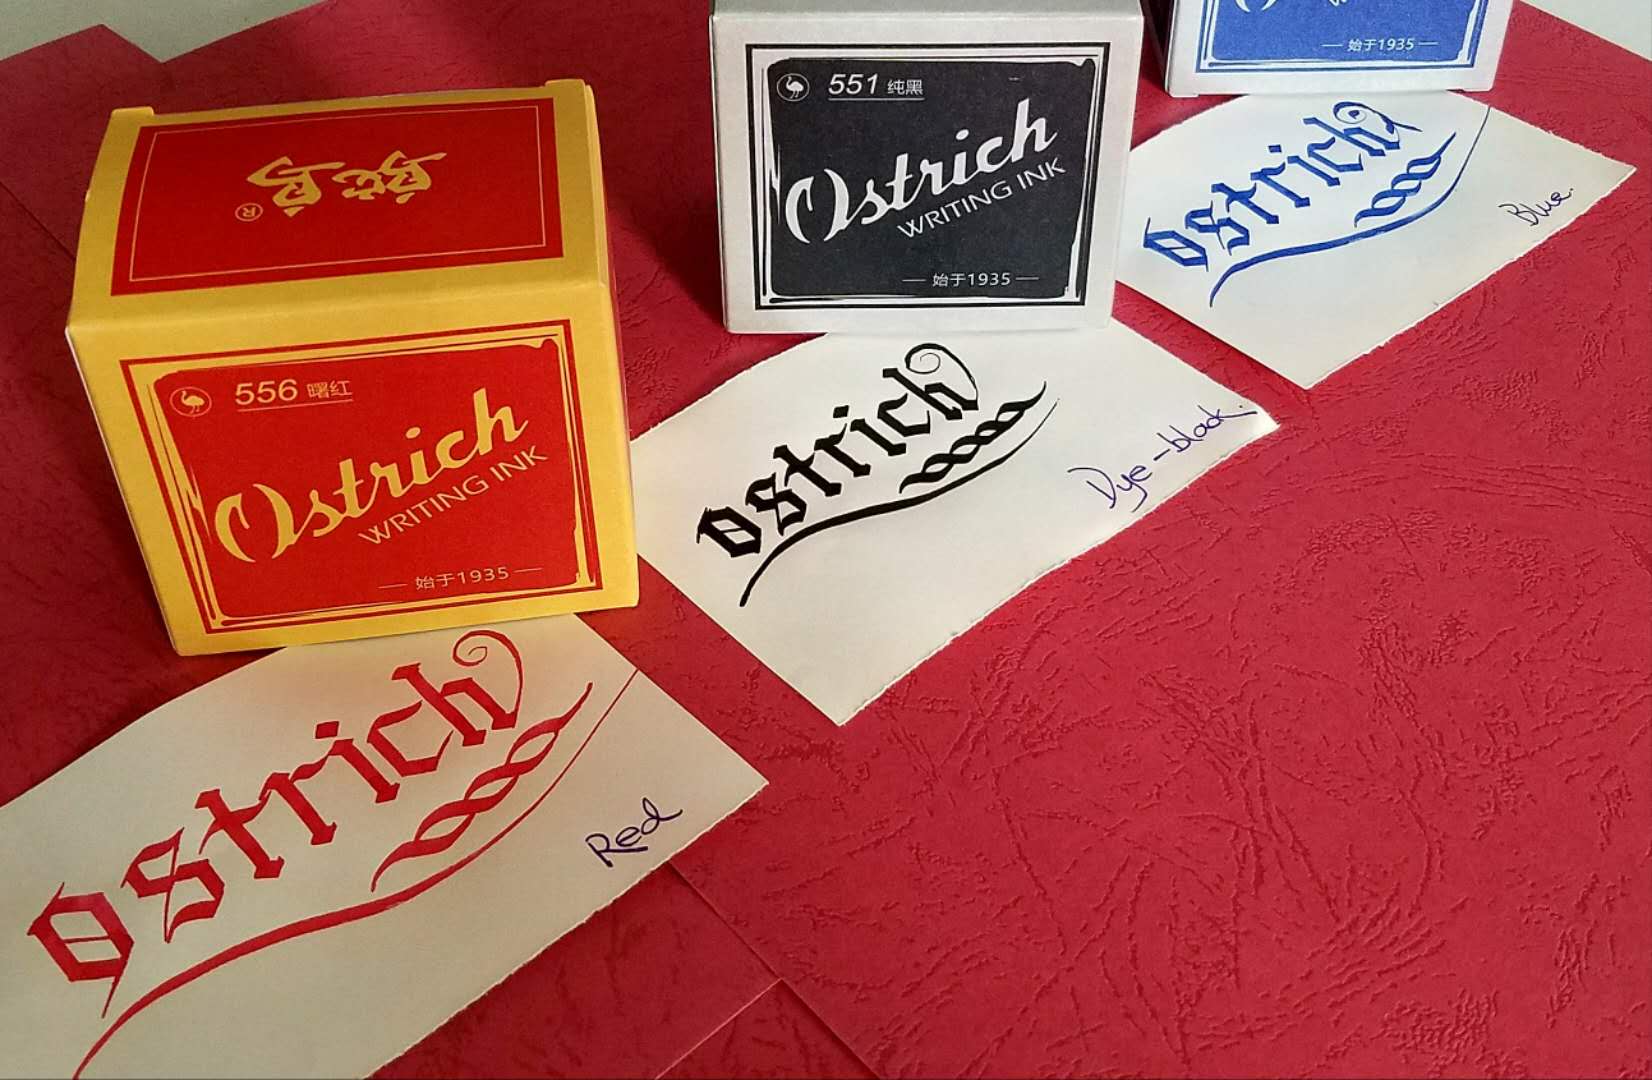 鸵鸟®
556 曙红
Ostrich
WRITING INK
始于1935
551 纯黑
Ostrich
WRITING INK
始于1935
始于1935
ostrich
Red
ostrich
Dye-black.
ostrich
Blue.